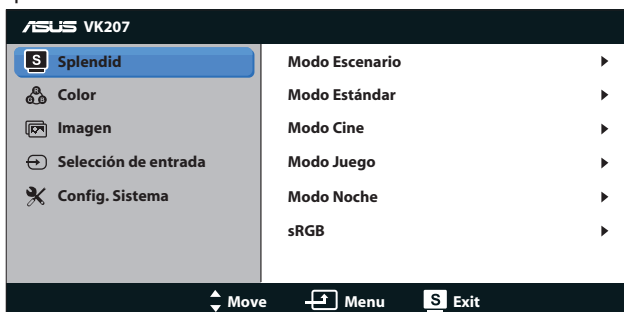 ASUS VK207
S Splendid
Color
Imagen
Selección de entrada
Config. Sistema
Modo Escenario
Modo Estándar
Modo Cine
Modo Juego
Modo Noche
sRGB
Move Menu S Exit